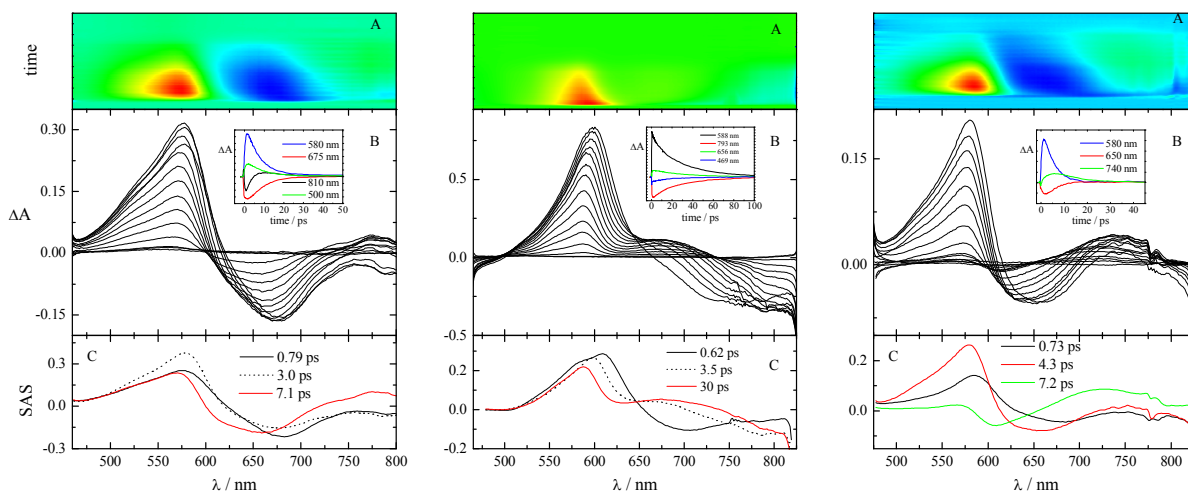 A
time
B
ΔA
0.30
0.15
0.00
-0.15
ΔA
580 nm
675 nm
810 nm
500 nm
0 10 20 30 40 50
time / ps
C
SAS
0.3
0.0
-0.3
0.79 ps
3.0 ps
7.1 ps
500 550 600 650 700 750 800
λ / nm
A
B
0.5
0.0
-0.5
ΔA
588 nm
793 nm
656 nm
469 nm
0 20 40 60 80 100
time / ps
C
0.2
0.0
-0.2
0.62 ps
3.5 ps
30 ps
500 550 600 650 700 750 800
λ / nm
A
B
0.15
0.00
ΔA
580 nm
650 nm
740 nm
0 10 20 30 40
time / ps
C
0.2
0.0
0.73 ps
4.3 ps
7.2 ps
500 550 600 650 700 750 800
λ / nm